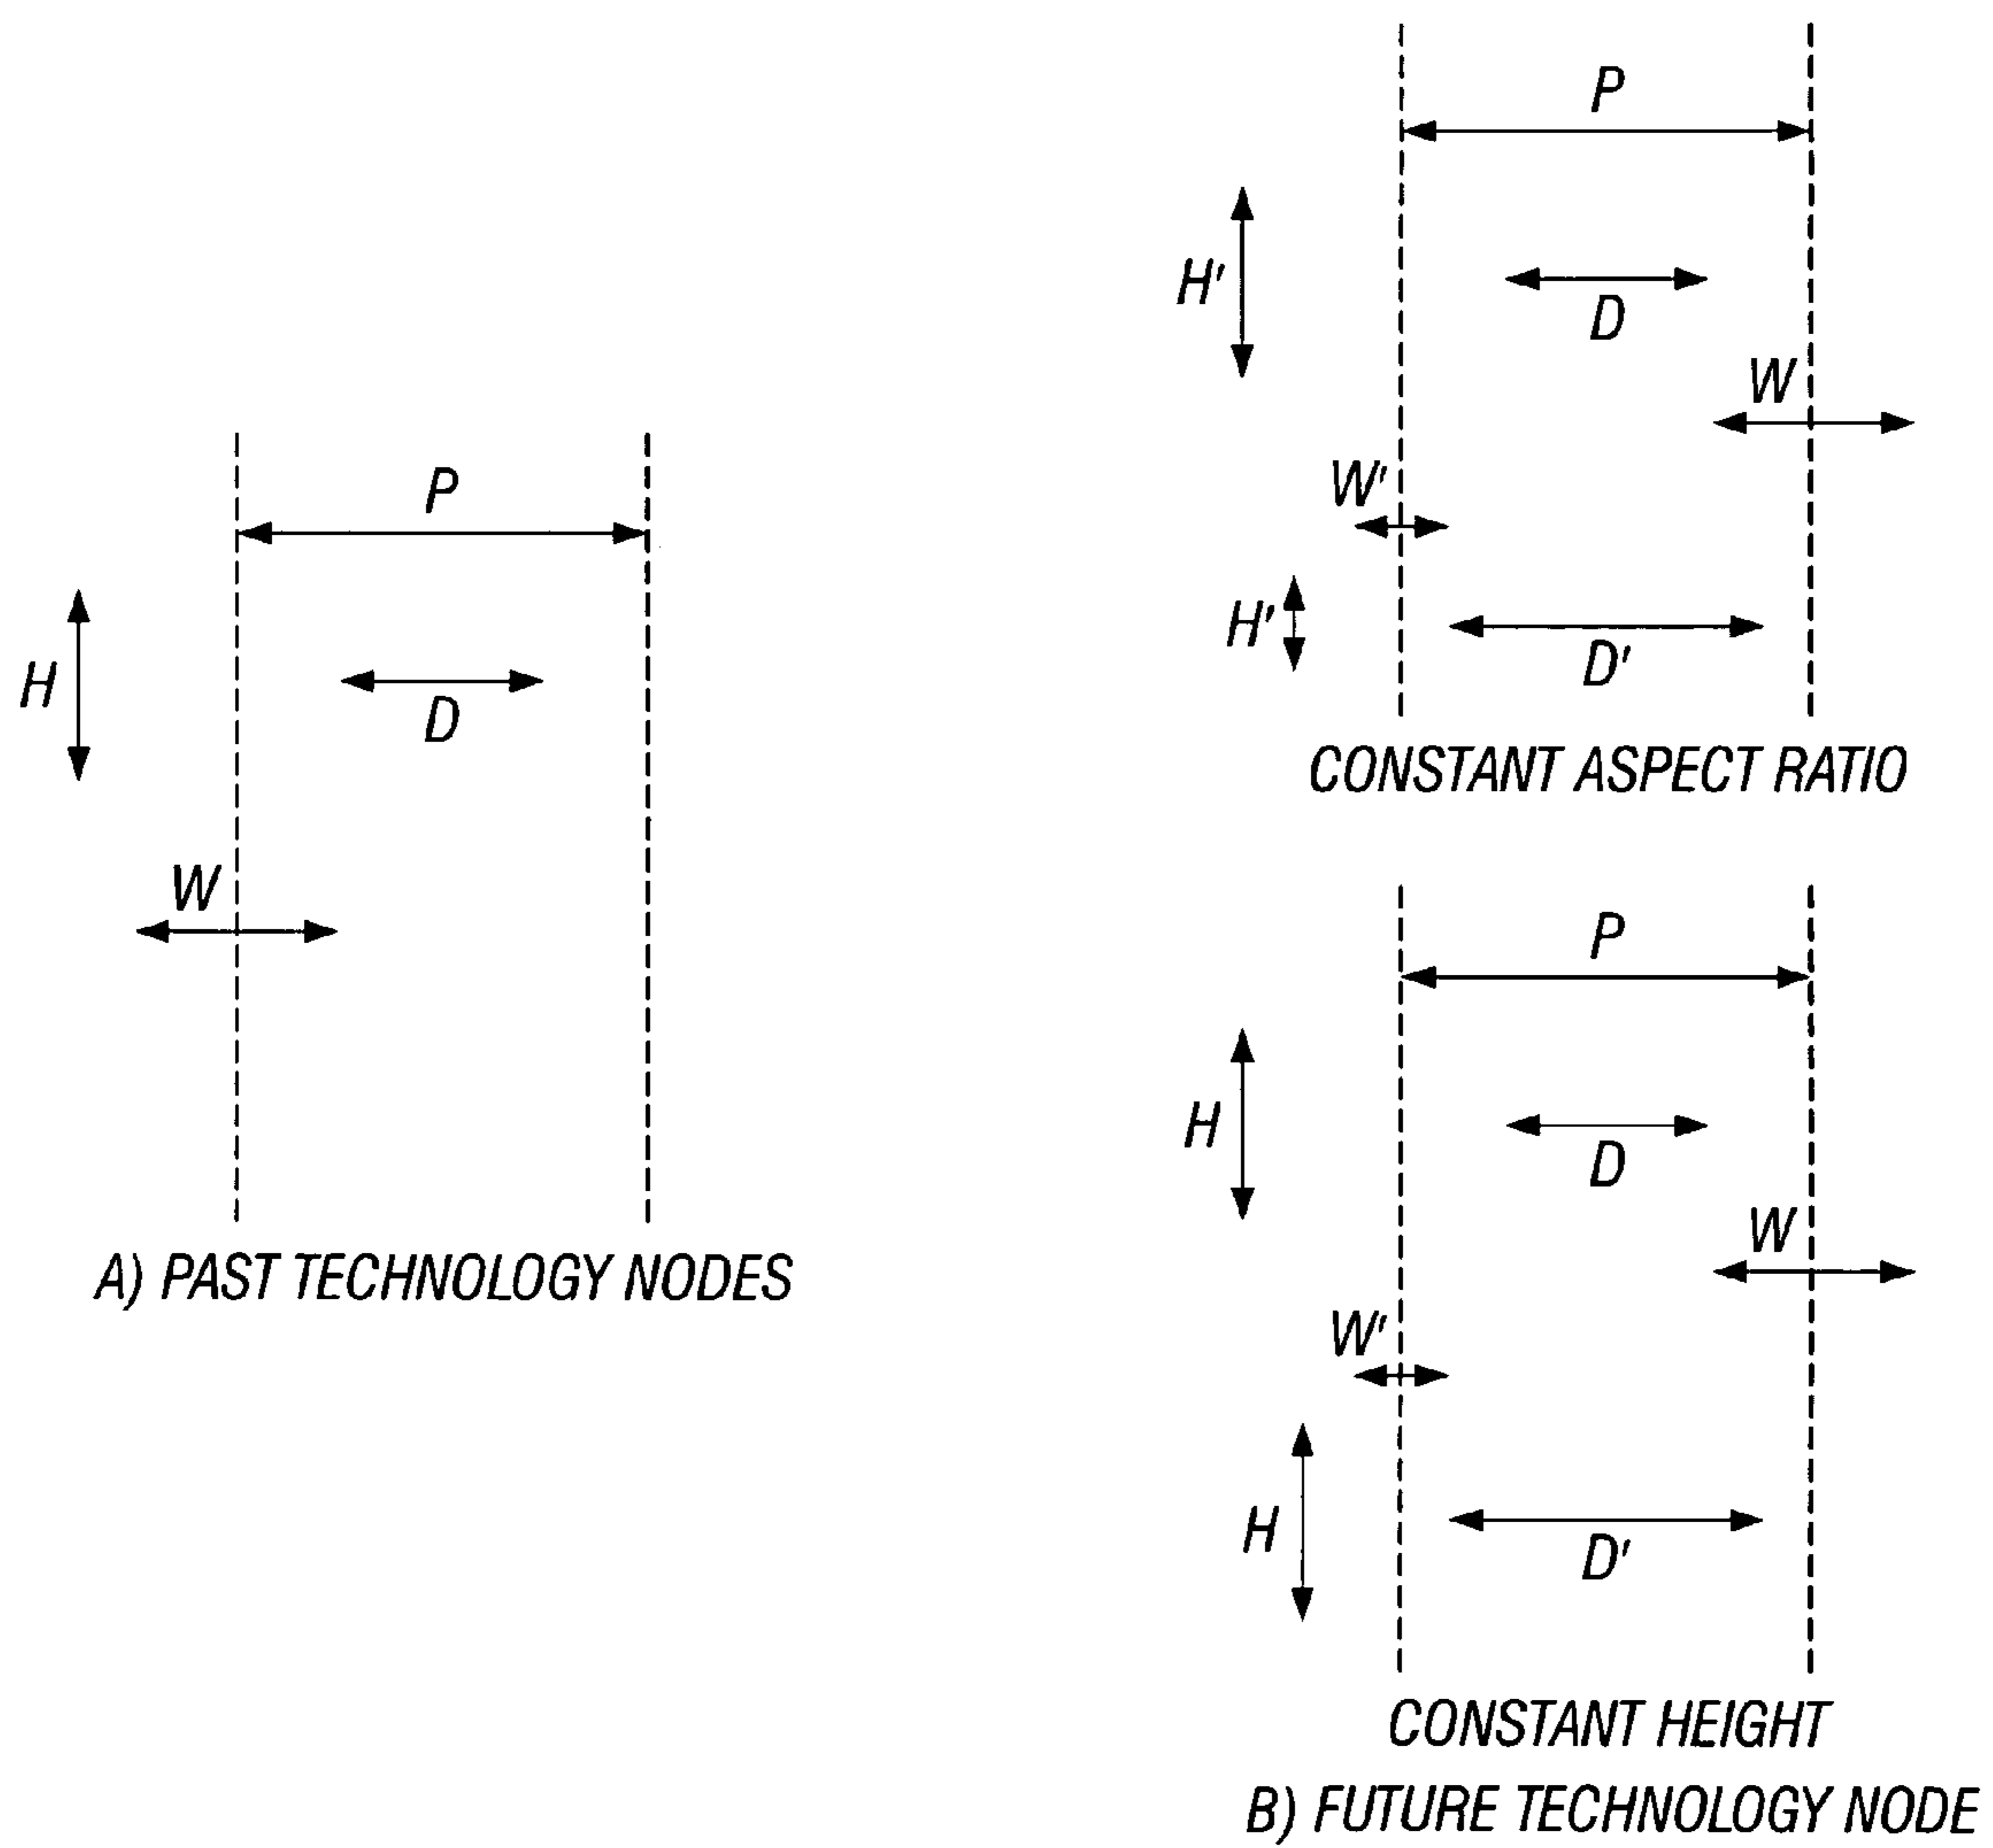 P
H
D
W
A) PAST TECHNOLOGY NODES
P
H'
D
W
W'
H'
D'
CONSTANT ASPECT RATIO
P
H
D
W
W'
H
D'
CONSTANT HEIGHT
B) FUTURE TECHNOLOGY NODE